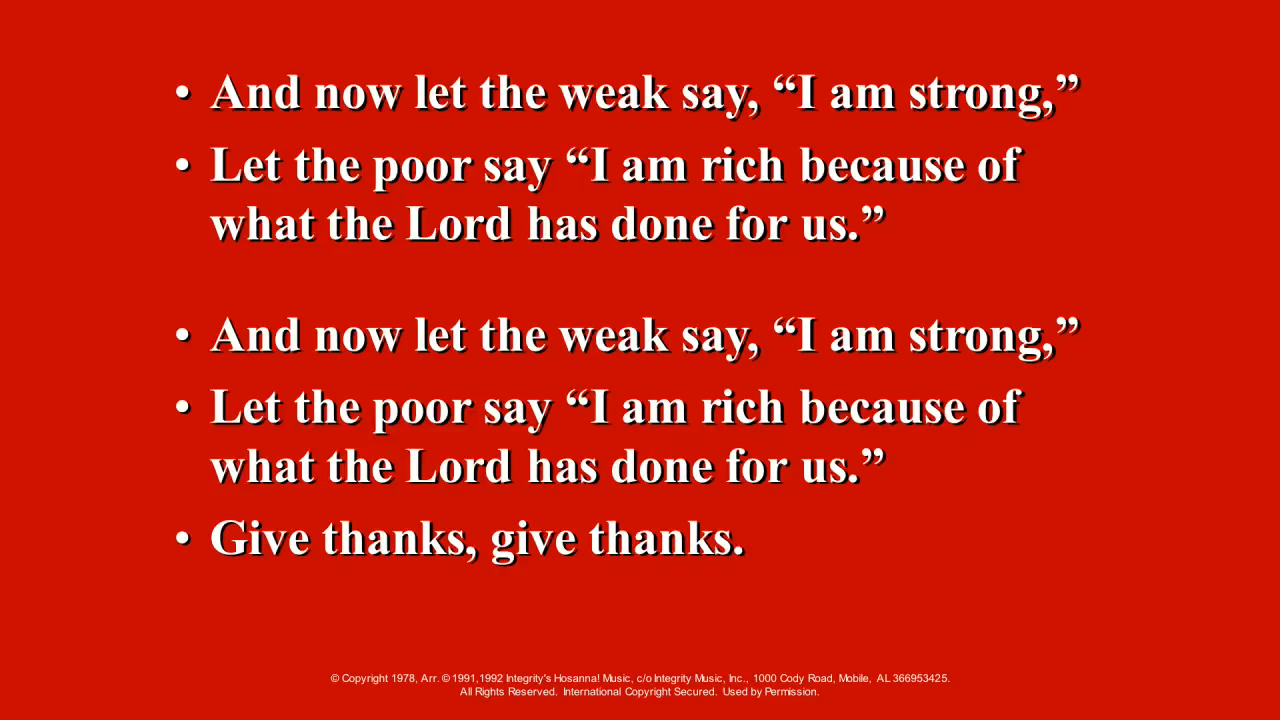 • And now let the weak say, “I am strong,”
• Let the poor say “I am rich because of
what the Lord has done for us.”
• And now let the weak say, “I am strong,”
• Let the poor say “I am rich because of
what the Lord has done for us.”
• Give thanks, give thanks.
© Copyright 1978, Arr. © 1991,1992 Integrity's Hosanna! Music, c/o Integrity Music, Inc., 1000 Cody Road, Mobile, AL 366953425.
All Rights Reserved. International Copyright Secured. Used by Permission.